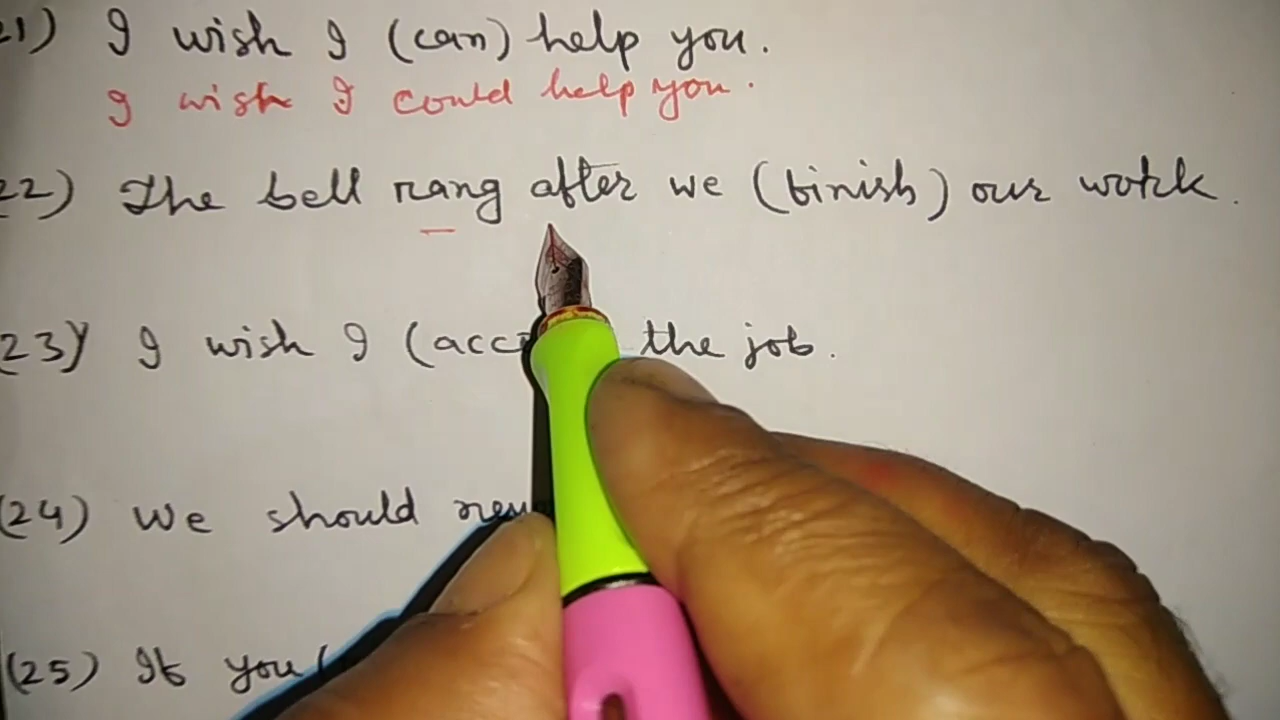 21) I wish I (can) help you.
I wish I could help you.
22) The bell rang after we (finish) our work.
(23) I wish I (acc the job.
(24) We should nev
(25) If you (